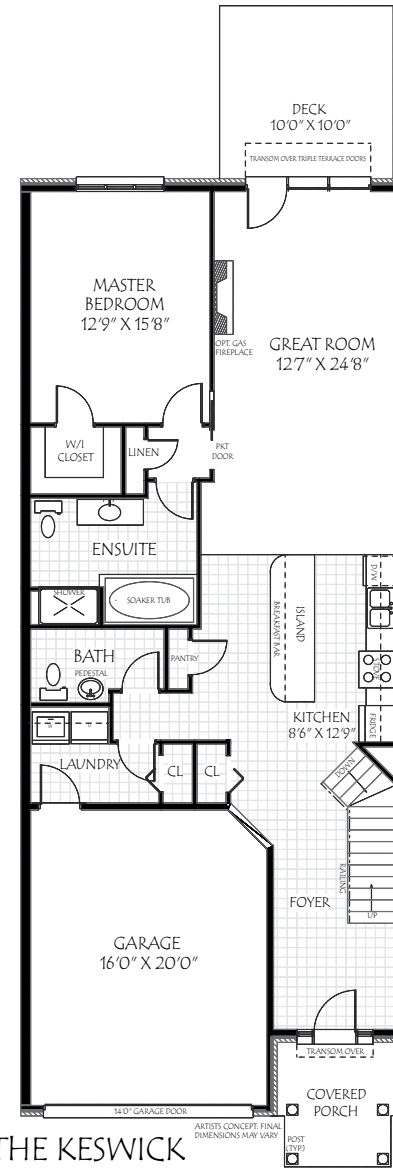 DECK
10'0" X 10'0"
TRANSOM OVER TRIPLE TERRACE DOORS
MASTER
BEDROOM
12'9" X 15'8"
OPT. GAS
FIREPLACE
GREAT ROOM
12'7" X 24'8"
W/I
CLOSET
LINEN
PKT
DOOR
ENSUITE
SHOWER
SOAKER TUB
D/W
ISLAND
BREAKFAST BAR
STOVE
BATH
PEDESTAL
PANTRY
KITCHEN
8'6" X 12'9"
FRIDGE
LAUNDRY
CL
CL
DOWN
RAILING
UP
FOYER
GARAGE
16'0" X 20'0"
TRANSOM OVER
COVERED
PORCH
14'0" GARAGE DOOR
ARTISTS CONCEPT: FINAL
DIMENSIONS MAY VARY
POST
(TYP.)
THE KESWICK